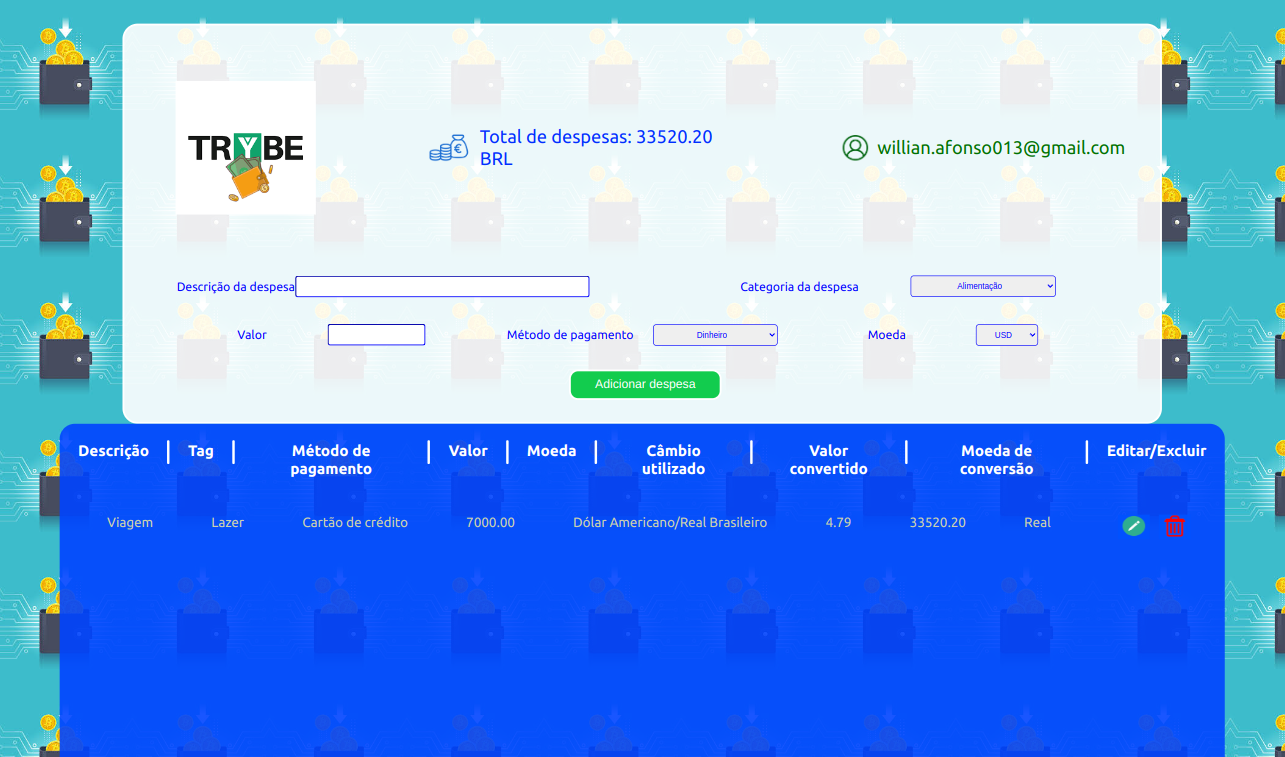 TRYBE
Total de despesas: 33520.20
BRL
willian.afonso013@gmail.com
Descrição da despesa
Categoria da despesa
Alimentação
Valor
Método de pagamento
Dinheiro
Moeda
USD
Adicionar despesa
Descrição
Tag
Método de
pagamento
Valor
Moeda
Câmbio
utilizado
Valor
convertido
Moeda de
conversão
Editar/Excluir
Viagem
Lazer
Cartão de crédito
7000.00
Dólar Americano/Real Brasileiro
4.79
33520.20
Real